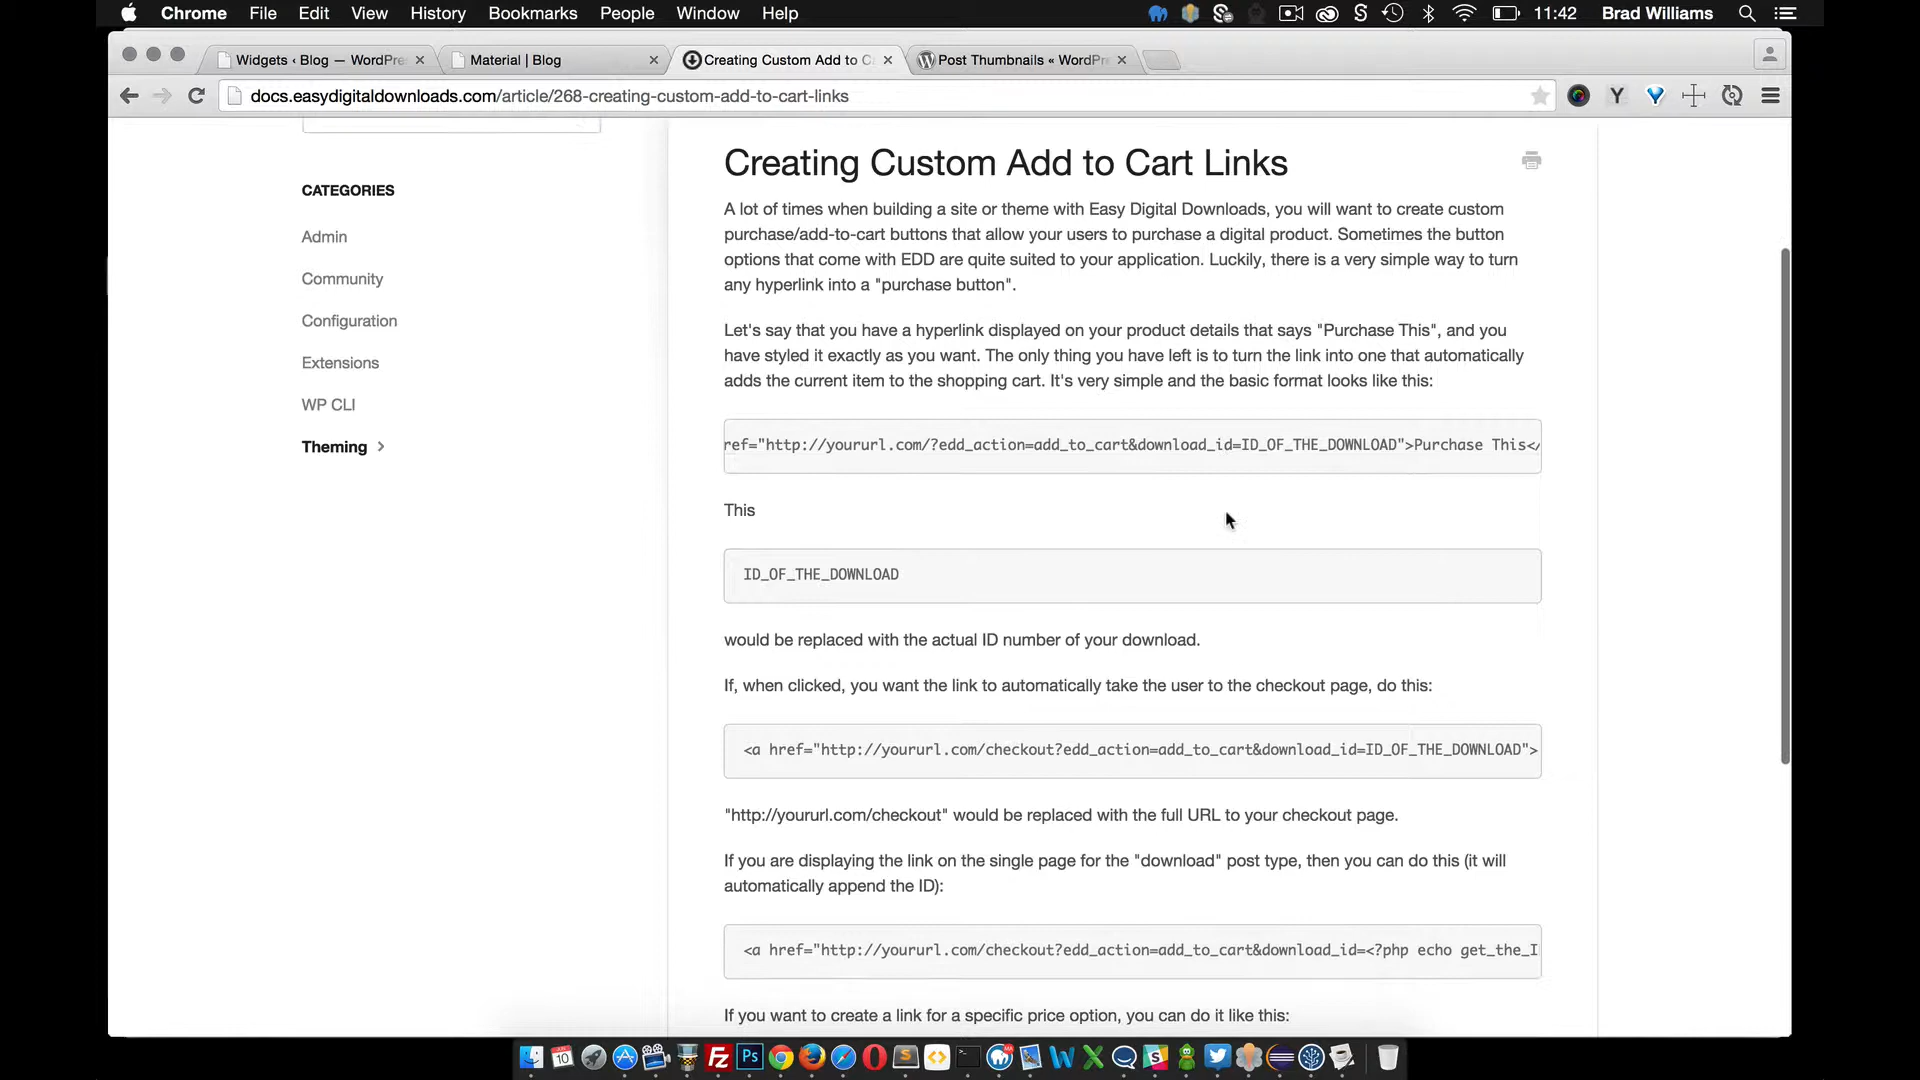 Chrome File Edit View History Bookmarks People Window Help 11:42 Brad Williams
Widgets ‹ Blog — WordPre
Material | Blog
Creating Custom Add to C
Post Thumbnails « WordPr
docs.easydigitaldownloads.com/article/268-creating-custom-add-to-cart-links
CATEGORIES
Admin
Community
Configuration
Extensions
WP CLI
Theming
Creating Custom Add to Cart Links
A lot of times when building a site or theme with Easy Digital Downloads, you will want to create custom
purchase/add-to-cart buttons that allow your users to purchase a digital product. Sometimes the button
options that come with EDD are quite suited to your application. Luckily, there is a very simple way to turn
any hyperlink into a "purchase button".
Let's say that you have a hyperlink displayed on your product details that says "Purchase This", and you
have styled it exactly as you want. The only thing you have left is to turn the link into one that automatically
adds the current item to the shopping cart. It's very simple and the basic format looks like this:
ref="http://yoururl.com/?edd_action=add_to_cart&download_id=ID_OF_THE_DOWNLOAD">Purchase This</
This
ID_OF_THE_DOWNLOAD
would be replaced with the actual ID number of your download.
If, when clicked, you want the link to automatically take the user to the checkout page, do this:
<a href="http://yoururl.com/checkout?edd_action=add_to_cart&download_id=ID_OF_THE_DOWNLOAD">
"http://yoururl.com/checkout" would be replaced with the full URL to your checkout page.
If you are displaying the link on the single page for the "download" post type, then you can do this (it will
automatically append the ID):
<a href="http://yoururl.com/checkout?edd_action=add_to_cart&download_id=<?php echo get_the_I
If you want to create a link for a specific price option, you can do it like this: